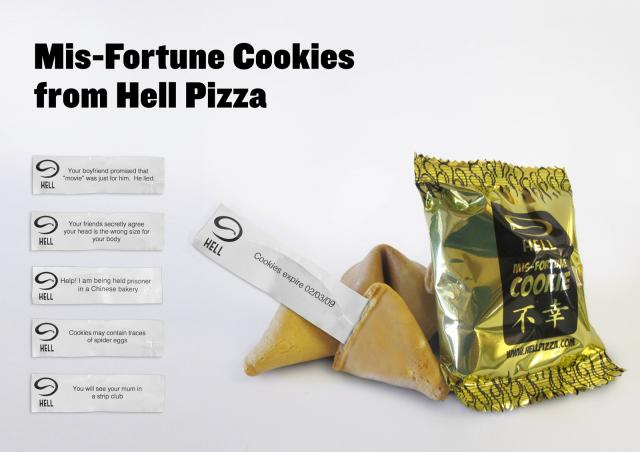 Mis-Fortune Cookies
from Hell Pizza
HELL
Your boyfriend promised that
"movie" was just for him. He lied.
HELL
Your friends secretly agree
your head is the wrong size for
your body
HELL
Help! I am being held prisoner
in a Chinese bakery
HELL
Cookies may contain traces
of spider eggs
HELL
You will see your mum in
a strip club
HELL
Cookies expire 02/03/09
HELL
MIS-FORTUNE
COOKIE
不幸
WWW.HELLPIZZA.COM